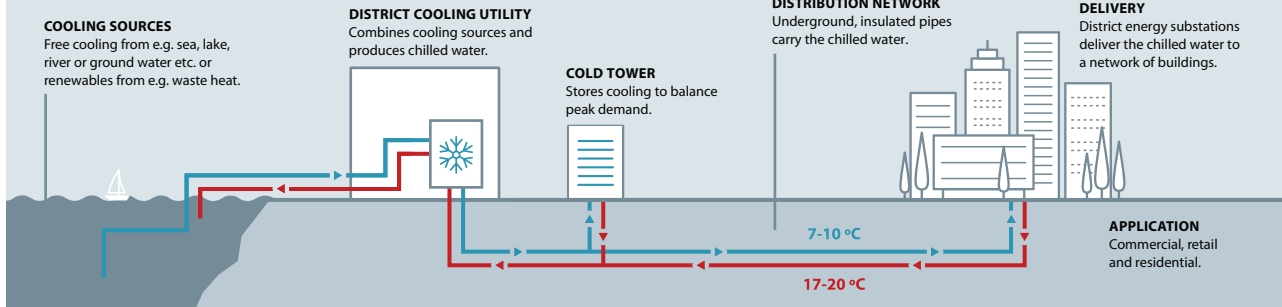 COOLING SOURCES
Free cooling from e.g. sea, lake,
river or ground water etc. or
renewables from e.g. waste heat.
DISTRICT COOLING UTILITY
Combines cooling sources and
produces chilled water.
COLD TOWER
Stores cooling to balance
peak demand.
DISTRIBUTION NETWORK
Underground, insulated pipes
carry the chilled water.
DELIVERY
District energy substations
deliver the chilled water to
a network of buildings.
7-10 ºC
17-20 ºC
APPLICATION
Commercial, retail
and residential.